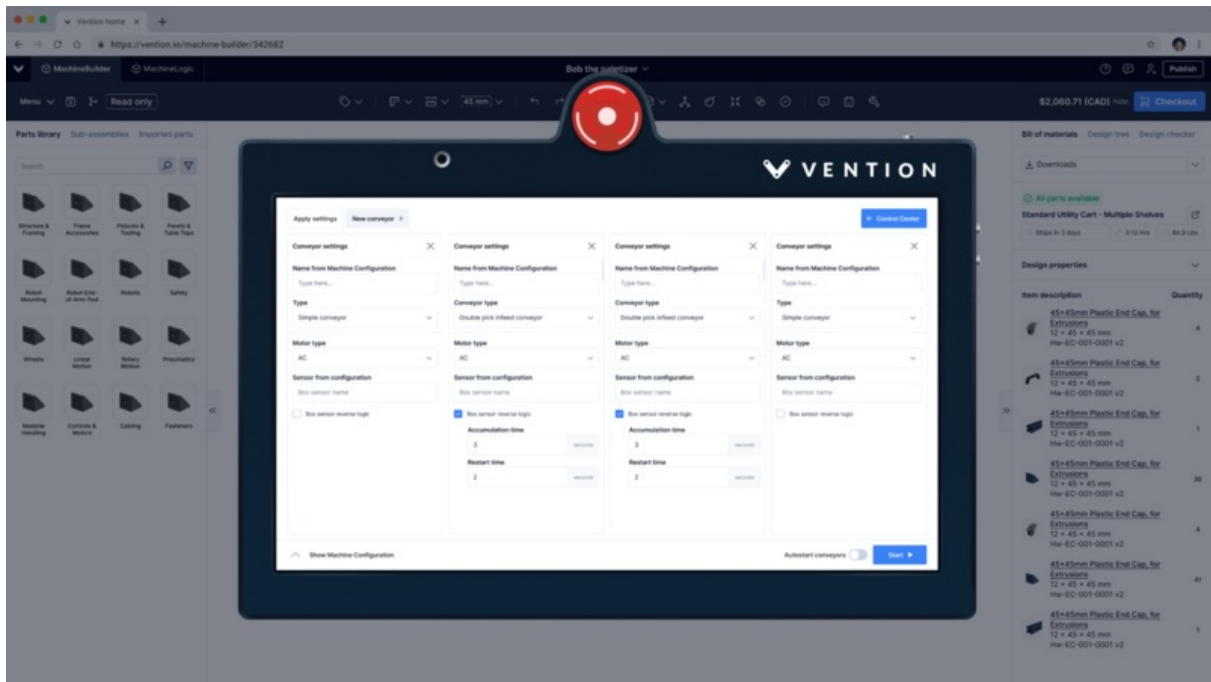 Vention home
https://vention.io/machine-builder/342682
MachineBuilder
MachineLogic
Bob the paletizer
Publish
Menu
Read only
45 mm
$2,060.71 (CAD) hide
Checkout
Parts library Sub-assemblies Imported parts
Search
Structure & Framing
Frame Accessories
Fixtures & Tooling
Panels & Table Tops
Robot Mounting
Robot End-of-Arm-Tool
Robots
Safety
Wheels
Linear Motion
Rotary Motion
Pneumatics
Material Handling
Controls & Motors
Cabling
Fasteners
VENTION
Apply settings
New conveyor +
← Control Center
Conveyor settings
Name from Machine Configuration
Type here...
Type
Simple conveyor
Motor type
AC
Sensor from configuration
Box sensor name
Box sensor reverse logic
Conveyor settings
Name from Machine Configuration
Type here...
Conveyor type
Double pick infeed conveyor
Motor type
AC
Sensor from configuration
Box sensor name
Box sensor reverse logic
Accumulation time
3 seconds
Restart time
2 seconds
Conveyor settings
Name from Machine Configuration
Type here...
Conveyor type
Double pick infeed conveyor
Motor type
AC
Sensor from configuration
Box sensor name
Box sensor reverse logic
Accumulation time
3 seconds
Restart time
2 seconds
Conveyor settings
Name from Machine Configuration
Type here...
Type
Simple conveyor
Motor type
AC
Sensor from configuration
Box sensor name
Box sensor reverse logic
Show Machine Configuration
Autostart conveyors
Start
Bill of materials Design tree Design checker
Downloads
All parts available
Standard Utility Cart - Multiple Shelves
Ships in 3 days
Design properties
Item description Quantity
45x45mm Plastic End Cap, for
Extrusions
12 × 45 × 45 mm
Hw-EC-001-0001 v2
4
45x45mm Plastic End Cap, for
Extrusions
12 × 45 × 45 mm
Hw-EC-001-0001 v2
2
45x45mm Plastic End Cap, for
Extrusions
12 × 45 × 45 mm
Hw-EC-001-0001 v2
1
45x45mm Plastic End Cap, for
Extrusions
12 × 45 × 45 mm
Hw-EC-001-0001 v2
45x45mm Plastic End Cap, for
Extrusions
12 × 45 × 45 mm
Hw-EC-001-0001 v2
4
45x45mm Plastic End Cap, for
Extrusions
12 × 45 × 45 mm
Hw-EC-001-0001 v2
41
45x45mm Plastic End Cap, for
Extrusions
12 × 45 × 45 mm
Hw-EC-001-0001 v2
1